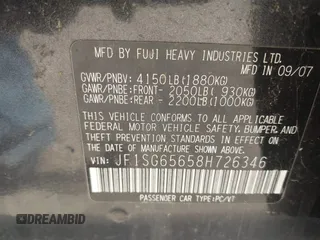 MFD BY FUJI HEAVY INDUSTRIES LTD.
MFD IN 09/07
GVWR/PNBV: 4150LB(1880KG)
GAWR/PNBE:FRONT- 2050LB( 930KG)
GAWR/PNBE:REAR - 2200LB(1000KG)
THIS VEHICLE CONFORMS TO ALL APPLICABLE
FEDERAL MOTOR VEHICLE SAFETY, BUMPER, AND
THEFT PREVENTION STANDARDS IN EFFECT ON THE
DATE OF MANUFACTURE SHOWN ABOVE.
VIN: JF1SG65658H726346
PASSENGER CAR TYPE:PC/VT
DREAMBID